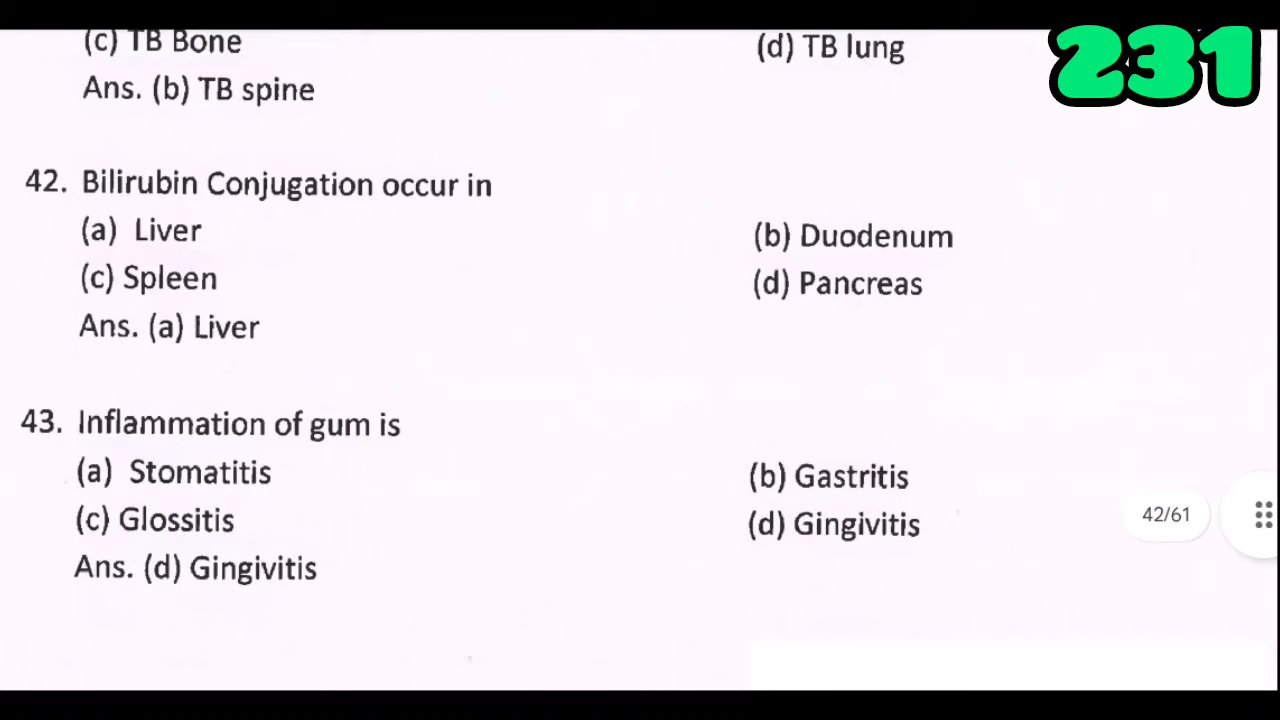 (c) TB Bone
(d) TB lung
231
Ans. (b) TB spine
42. Bilirubin Conjugation occur in
(a) Liver
(b) Duodenum
(c) Spleen
(d) Pancreas
Ans. (a) Liver
43. Inflammation of gum is
(a) Stomatitis
(b) Gastritis
(c) Glossitis
(d) Gingivitis
42/61
Ans. (d) Gingivitis